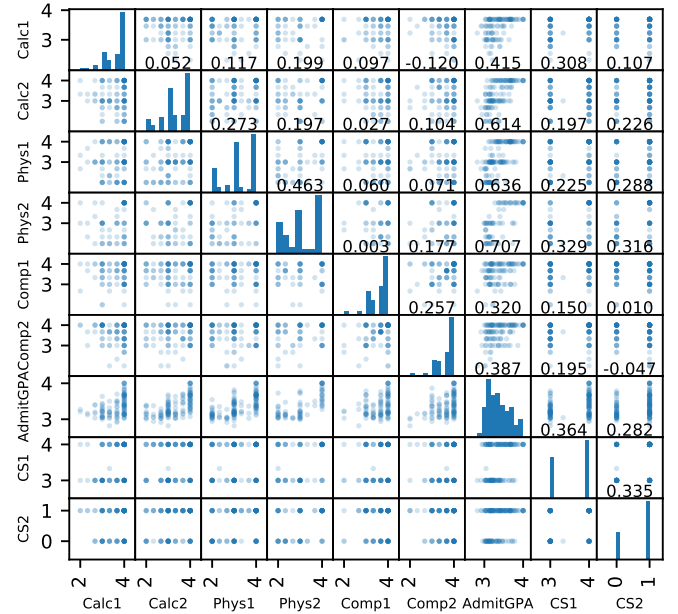 4
3
Calc1
0.052 0.117 0.199 0.097 -0.120 0.415 0.308 0.107
4
3
Calc2
0.273 0.197 0.027 0.104 0.614 0.197 0.226
4
3
Phys1
0.463 0.060 0.071 0.636 0.225 0.288
4
3
Phys2
0.003 0.177 0.707 0.329 0.316
4
3
Comp1
0.257 0.320 0.150 0.010
4
3
Comp2
0.387 0.195 -0.047
4
3
AdmitGPA
0.364 0.282
4
3
CS1
0.335
1
0
CS2
2 4 2 4 2 4 2 4 2 4 2 4 3 4 3 4 0 1
Calc1 Calc2 Phys1 Phys2 Comp1 Comp2 AdmitGPA CS1 CS2